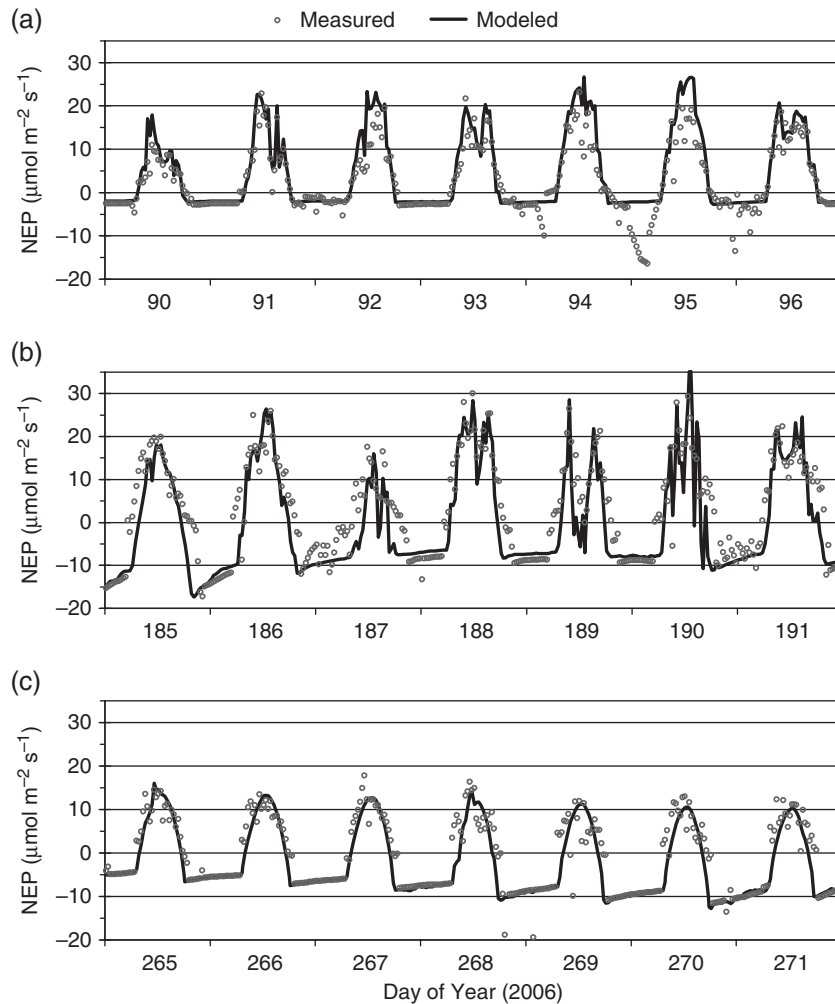 (a)
Measured
Modeled
NEP (μmol m⁻² s⁻¹)
30
20
10
0
−10
−20
90 91 92 93 94 95 96
(b)
NEP (μmol m⁻² s⁻¹)
30
20
10
0
−10
−20
185 186 187 188 189 190 191
(c)
NEP (μmol m⁻² s⁻¹)
30
20
10
0
−10
−20
265 266 267 268 269 270 271
Day of Year (2006)